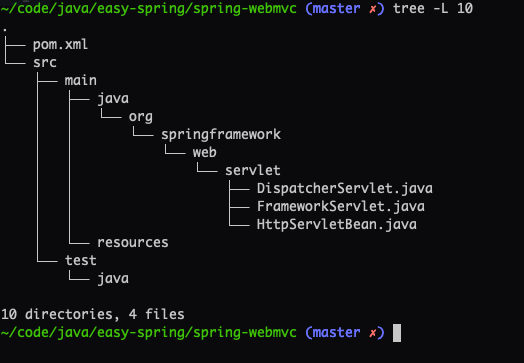 ~/code/java/easy-spring/spring-webmvc (master ✗) tree -L 10
.
├── pom.xml
└── src
    ├── main
    │   ├── java
    │   │   └── org
    │   │       └── springframework
    │   │           └── web
    │   │               └── servlet
    │   │                   ├── DispatcherServlet.java
    │   │                   ├── FrameworkServlet.java
    │   │                   └── HttpServletBean.java
    │   └── resources
    └── test
        └── java

10 directories, 4 files
~/code/java/easy-spring/spring-webmvc (master ✗)